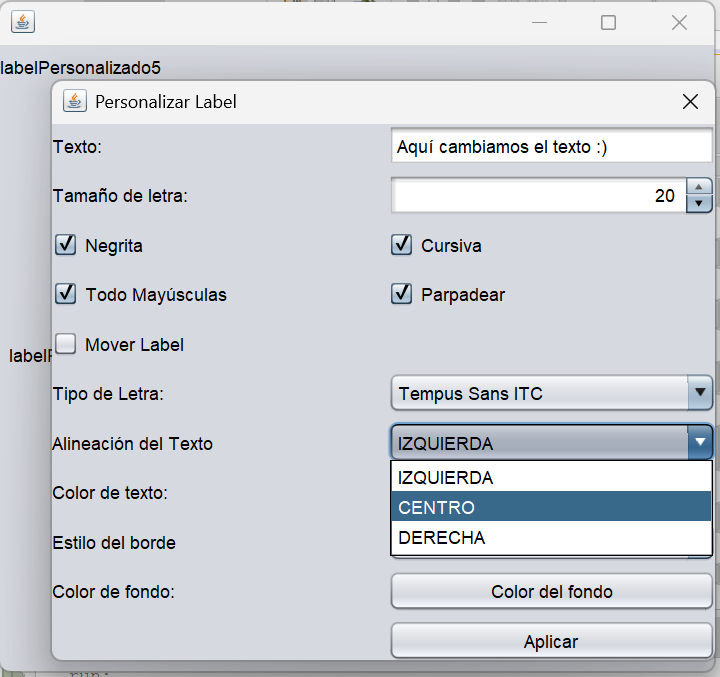 labelPersonalizado5
Personalizar Label
Texto: Aquí cambiamos el texto :)
Tamaño de letra: 20
Negrita Cursiva
Todo Mayúsculas Parpadear
Mover Label
labelP
Tipo de Letra: Tempus Sans ITC
Alineación del Texto IZQUIERDA
IZQUIERDA
Color de texto:
CENTRO
DERECHA
Estilo del borde
Color de fondo: Color del fondo
Aplicar
run: